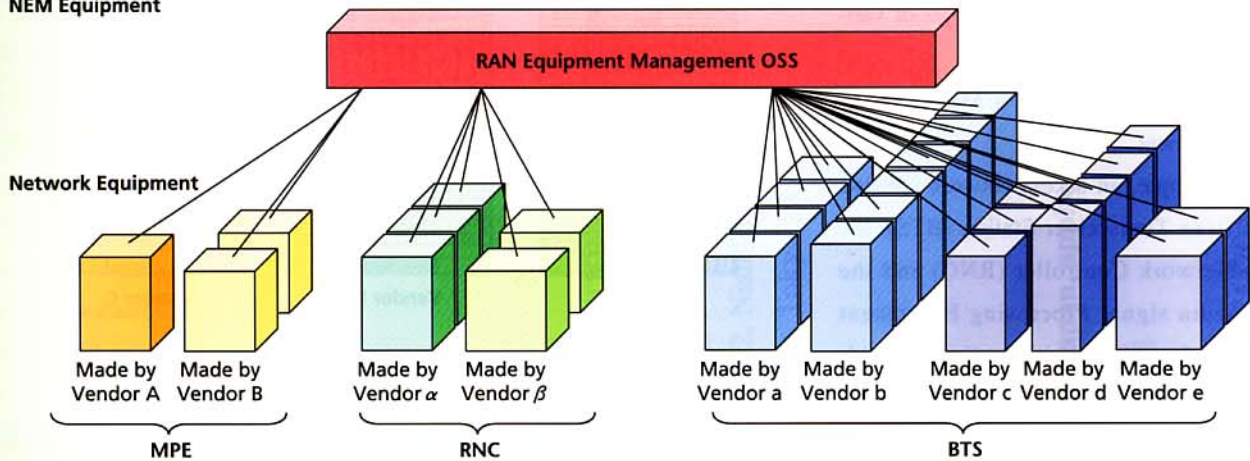 NEM Equipment
RAN Equipment Management OSS
Network Equipment
Made by
Vendor A
Made by
Vendor B
Made by
Vendor α
Made by
Vendor β
Made by
Vendor a
Made by
Vendor b
Made by
Vendor c
Made by
Vendor d
Made by
Vendor e
MPE
RNC
BTS